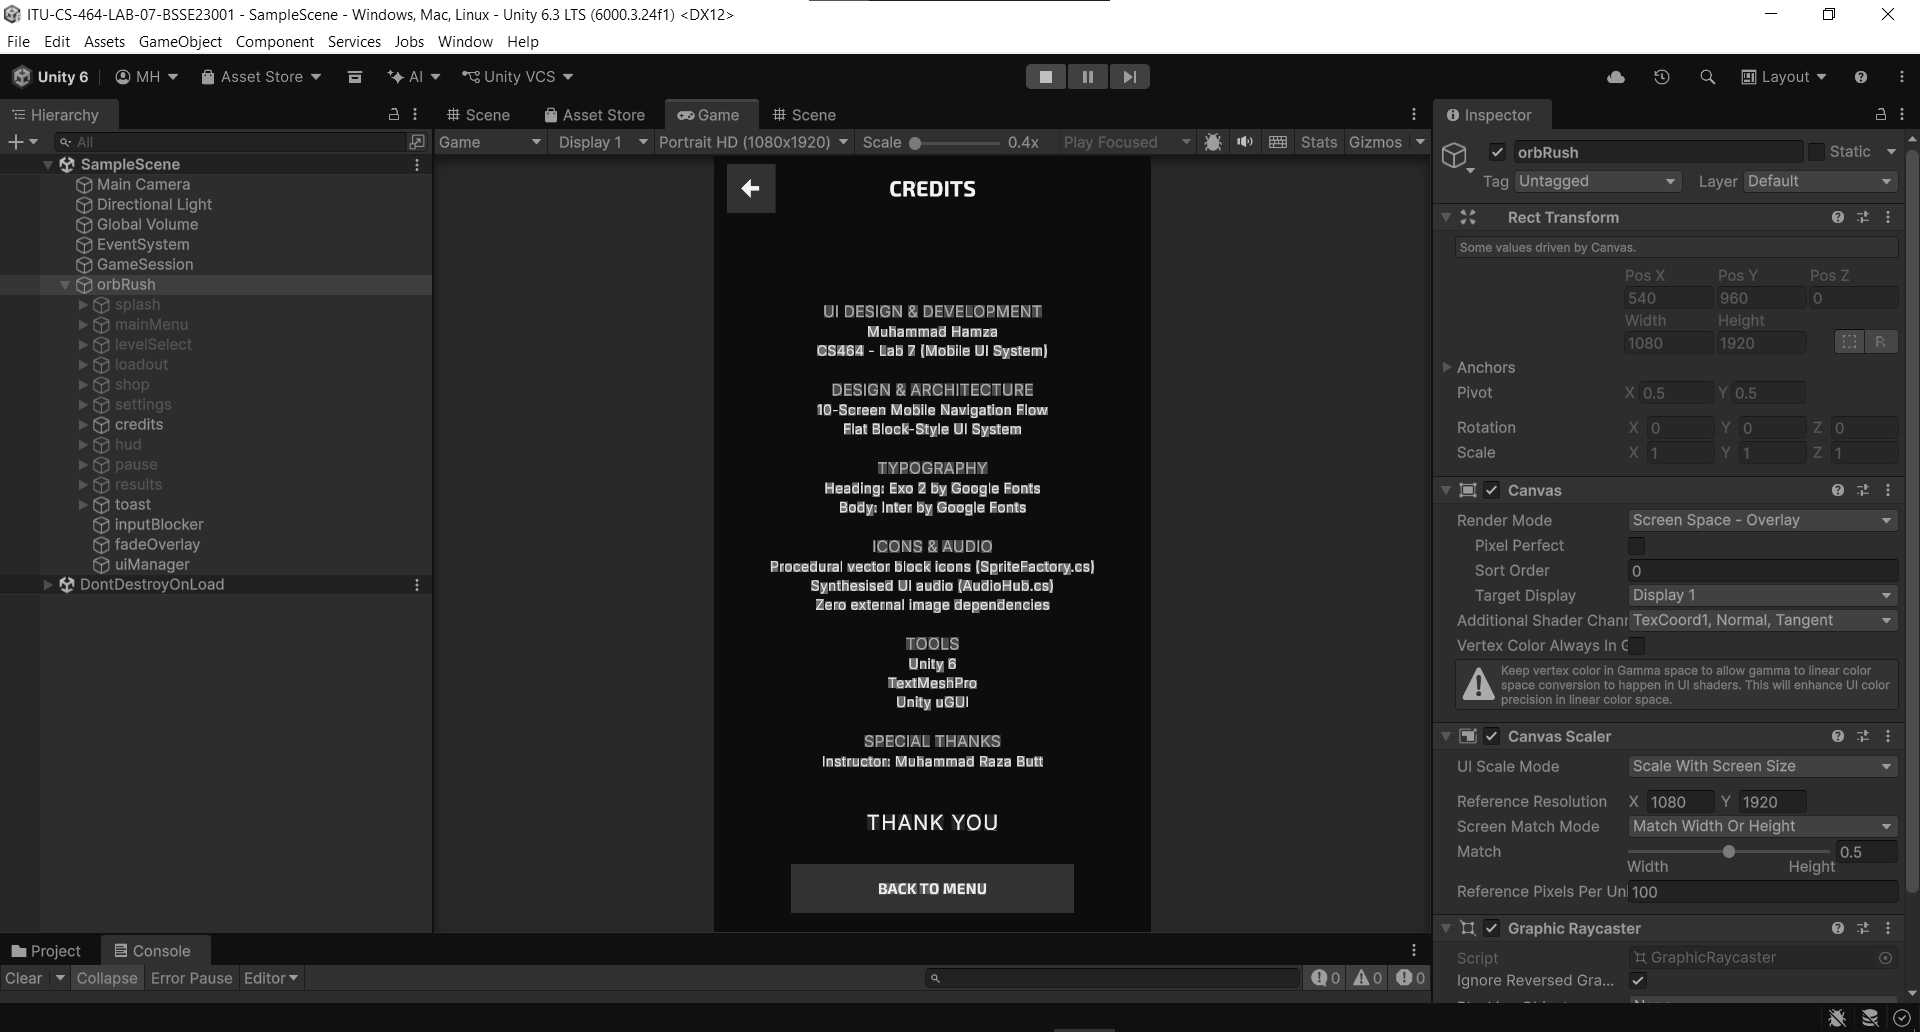 ITU-CS-464-LAB-07-BSSE23001 - SampleScene - Windows, Mac, Linux - Unity 6.3 LTS (6000.3.24f1) <DX12>
File Edit Assets GameObject Component Services Jobs Window Help
Unity 6 MH Asset Store AI Unity VCS Layout
Hierarchy
All
SampleScene
Main Camera
Directional Light
Global Volume
EventSystem
GameSession
orbRush
splash
mainMenu
levelSelect
loadout
shop
settings
credits
hud
pause
results
toast
inputBlocker
fadeOverlay
uiManager
DontDestroyOnLoad
Scene Asset Store Game Scene
Game Display 1 Portrait HD (1080x1920) Scale 0.4x Play Focused Stats Gizmos
CREDITS
UI DESIGN & DEVELOPMENT
Muhammad Hamza
CS464 - Lab 7 (Mobile UI System)
DESIGN & ARCHITECTURE
10-Screen Mobile Navigation Flow
Flat Block-Style UI System
TYPOGRAPHY
Heading: Exo 2 by Google Fonts
Body: Inter by Google Fonts
ICONS & AUDIO
Procedural vector block icons (SpriteFactory.cs)
Synthesised UI audio (AudioHub.cs)
Zero external image dependencies
TOOLS
Unity 6
TextMeshPro
Unity uGUI
SPECIAL THANKS
Instructor: Muhammad Raza Butt
THANK YOU
BACK TO MENU
Inspector
orbRush Static
Tag Untagged Layer Default
Rect Transform
Some values driven by Canvas.
Pos X Pos Y Pos Z
540 960 0
Width Height
1080 1920 R
Anchors
Pivot X 0.5 Y 0.5
Rotation X 0 Y 0 Z 0
Scale X 1 Y 1 Z 1
Canvas
Render Mode Screen Space - Overlay
Pixel Perfect
Sort Order 0
Target Display Display 1
Additional Shader Chann TexCoord1, Normal, Tangent
Vertex Color Always In G
Keep vertex color in Gamma space to allow gamma to linear color
space conversion to happen in UI shaders. This will enhance UI color
precision in linear color space.
Canvas Scaler
UI Scale Mode Scale With Screen Size
Reference Resolution X 1080 Y 1920
Screen Match Mode Match Width Or Height
Match 0.5
Width Height
Reference Pixels Per Uni 100
Graphic Raycaster
Script GraphicRaycaster
Ignore Reversed Gra...
Project Console
Clear Collapse Error Pause Editor 0 0 0